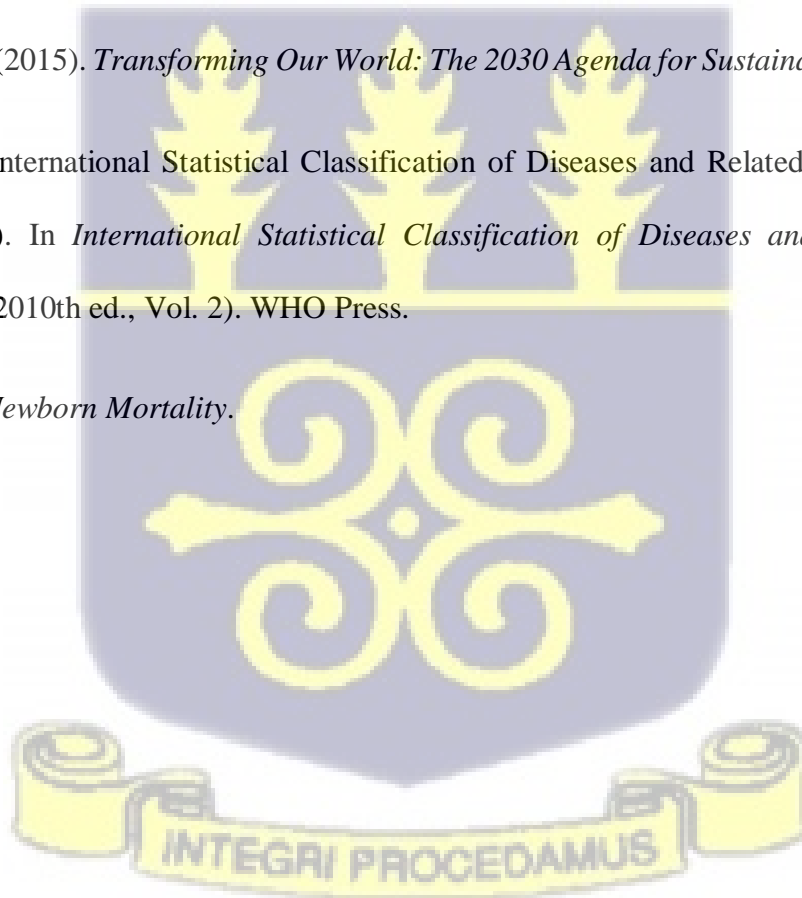 (2015). Transforming Our World: The 2030 Agenda for Sustaina
nternational Statistical Classification of Diseases and Related
). In International Statistical Classification of Diseases and
2010th ed., Vol. 2). WHO Press.
ewborn Mortality.
INTEGRI PROCEDAMUS